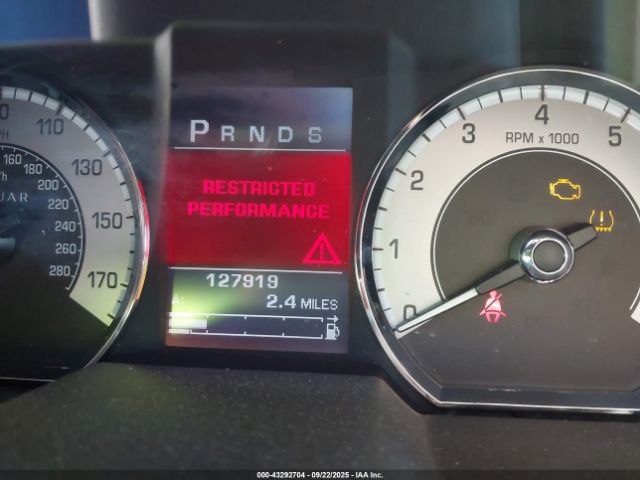 110
130
150
170
PH
160
180
200
220
240
260
280
/h
UAR
P R N D S
RESTRICTED
PERFORMANCE
127919
A: 2.4 MILES
0
1
2
3
4
5
RPM x 1000
000-43292704 - 09/22/2025 - IAA Inc.